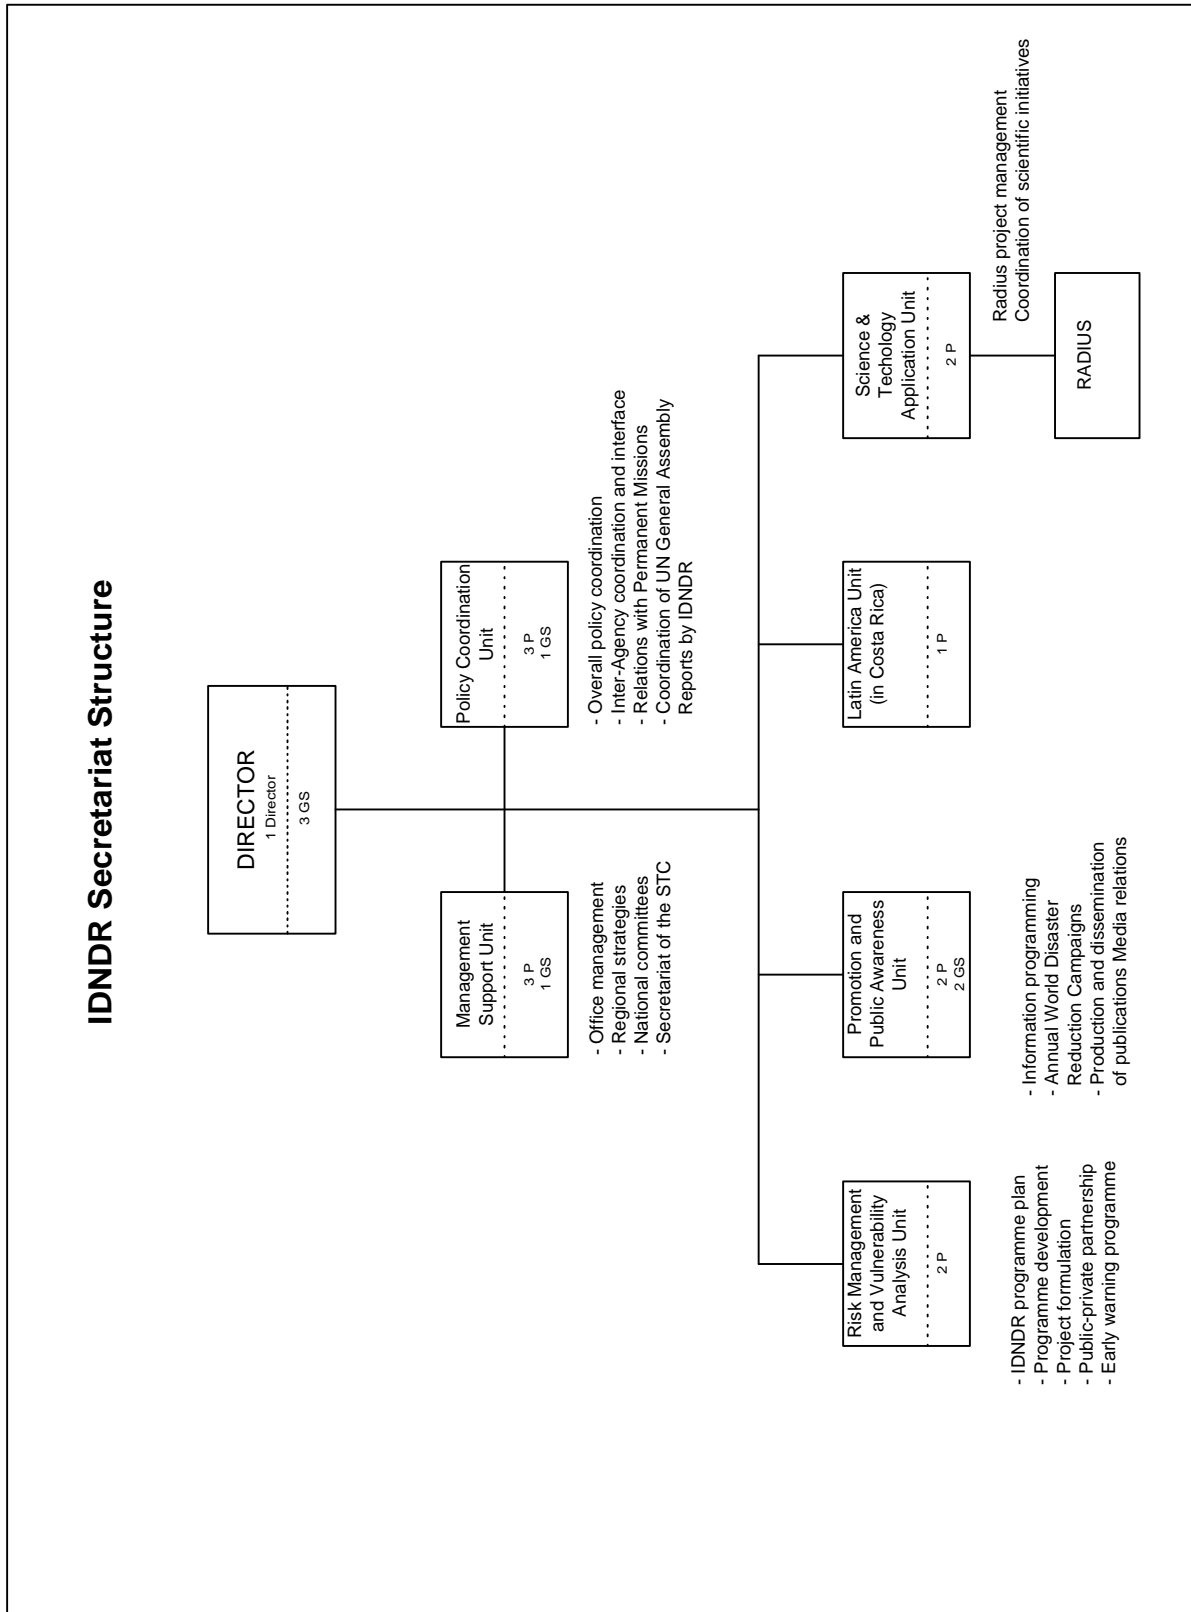 IDNDR Secretariat Structure
DIRECTOR
1 Director
3 GS
Management
Support Unit
3 P
1 GS
- Office management
- Regional strategies
- National committees
- Secretariat of the STC
Policy Coordination
Unit
3 P
1 GS
- Overall policy coordination
- Inter-Agency coordination and interface
- Relations with Permanent Missions
- Coordination of UN General Assembly
Reports by IDNDR
Risk Management
and Vulnerability
Analysis Unit
2 P
- IDNDR programme plan
- Programme development
- Project formulation
- Public-private partnership
- Early warning programme
Promotion and
Public Awareness
Unit
2 P
2 GS
- Information programming
- Annual World Disaster
Reduction Campaigns
- Production and dissemination
of publications Media relations
Latin America Unit
(in Costa Rica)
1 P
Science &
Techology
Application Unit
2 P
Radius project management
Coordination of scientific initiatives
RADIUS